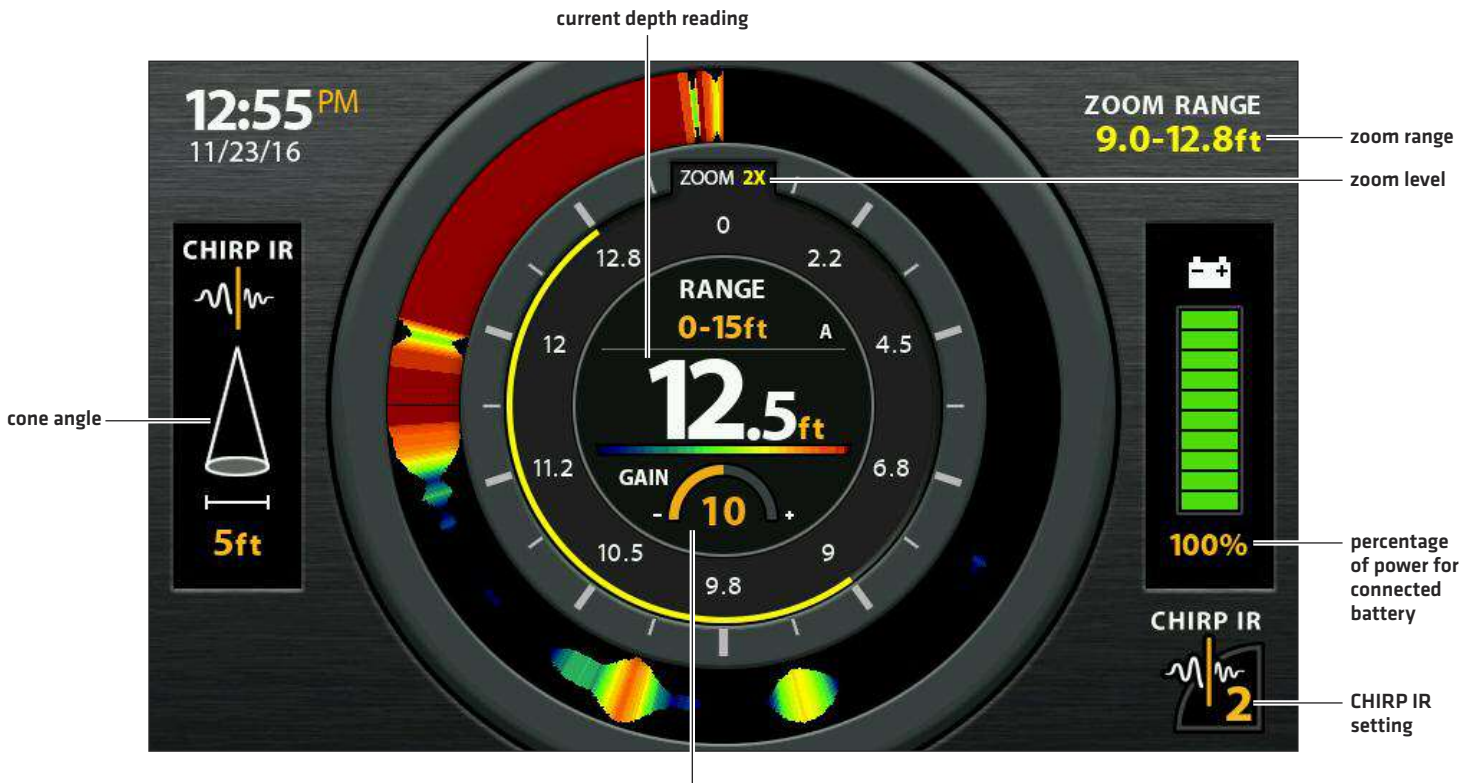 current depth reading
12:55 PM
11/23/16
ZOOM RANGE
9.0-12.8ft
zoom range
ZOOM 2X
zoom level
0
12.8
2.2
CHIRP IR
RANGE
0-15ft
A
12
4.5
12.5ft
cone angle
11.2
GAIN
6.8
- 10 +
5ft
10.5
9
9.8
- +
100%
percentage
of power for
connected
battery
CHIRP IR
2
CHIRP IR
setting